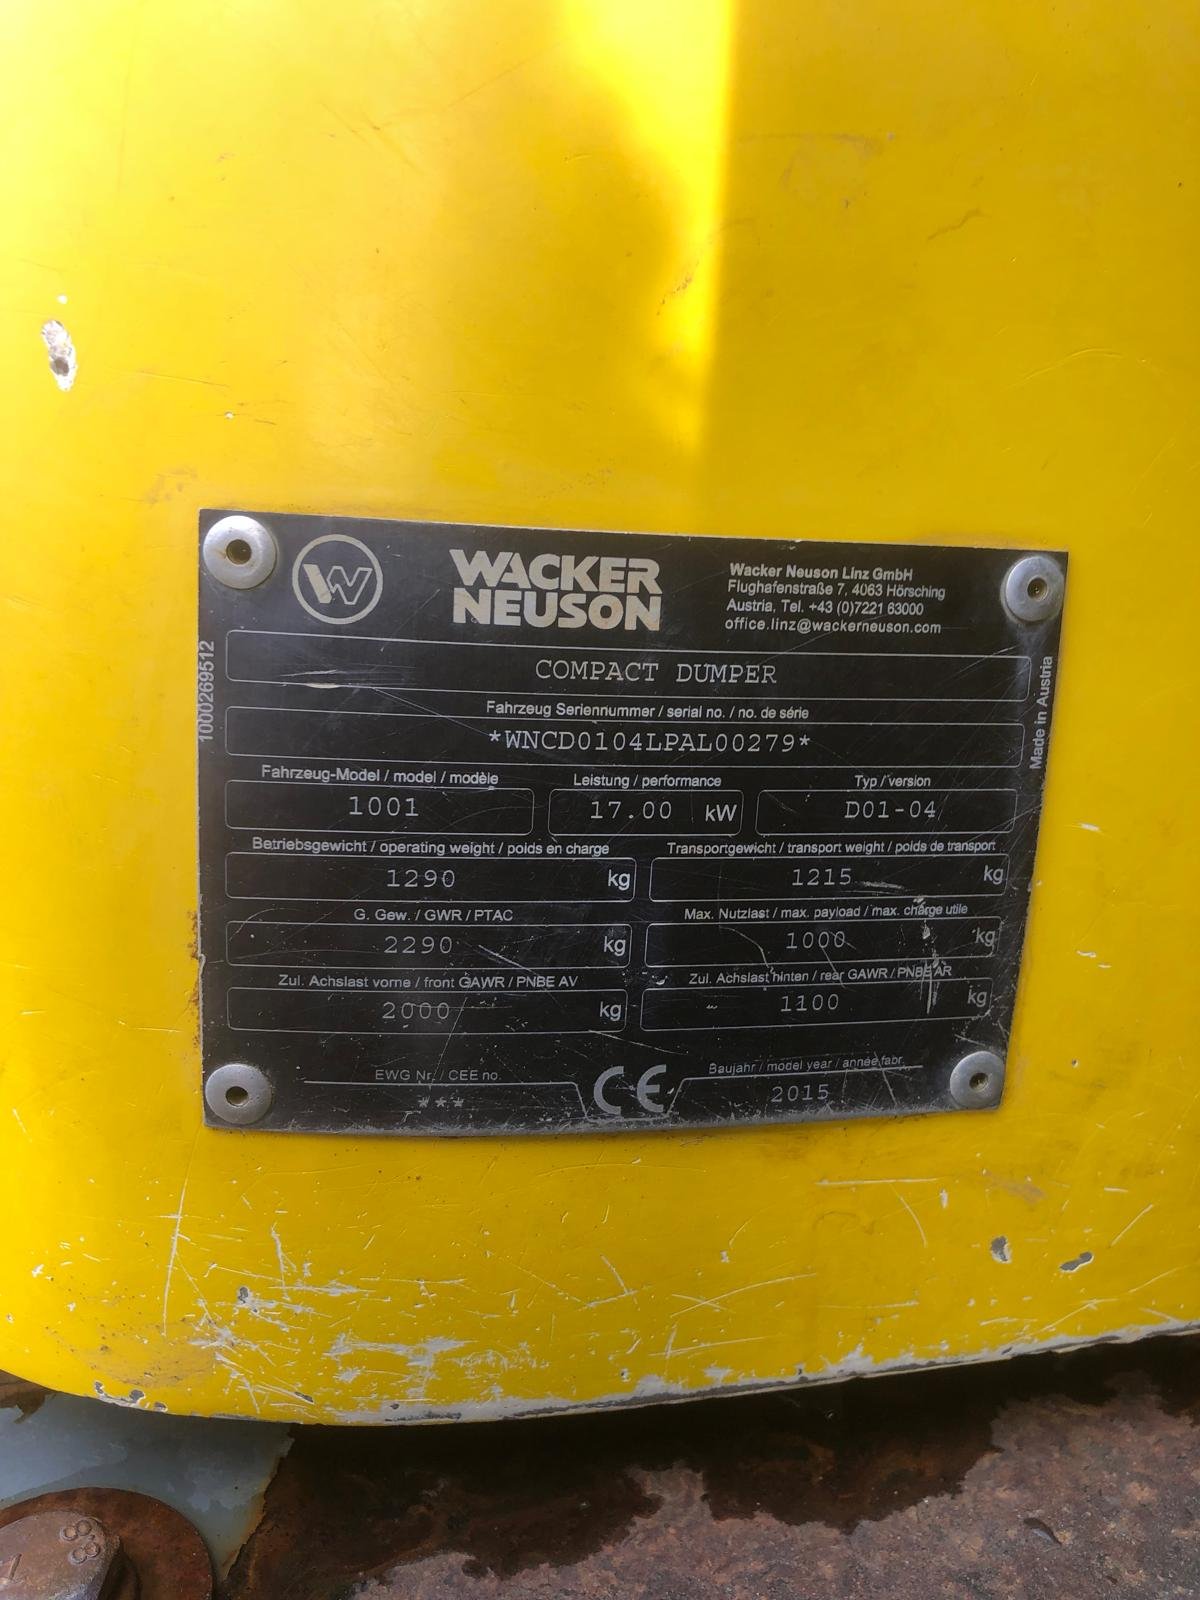 WACKER
NEUSON
Wacker Neuson Linz GmbH
Flughafenstraße 7, 4063 Hörsching
Austria, Tel. +43 (0)7221 63000
office.linz@wackerneuson.com
1000269512
Made in Austria
COMPACT DUMPER
Fahrzeug Seriennummer / serial no. / no. de série
*WNCD0104LPAL00279*
Fahrzeug-Model / model / modèle Leistung / performance Typ / version
1001 17.00 kW D01-04
Betriebsgewicht / operating weight / poids en charge Transportgewicht / transport weight / poids de transport
1290 kg 1215 kg
G. Gew. / GWR / PTAC Max. Nutzlast / max. payload / max. charge utile
2290 kg 1000 kg
Zul. Achslast vorne / front GAWR / PNBE AV Zul. Achslast hinten / rear GAWR / PNBE AR
2000 kg 1100 kg
EWG Nr. / CEE no. CE Baujahr / model year / année fabr.
*** 2015
8.8